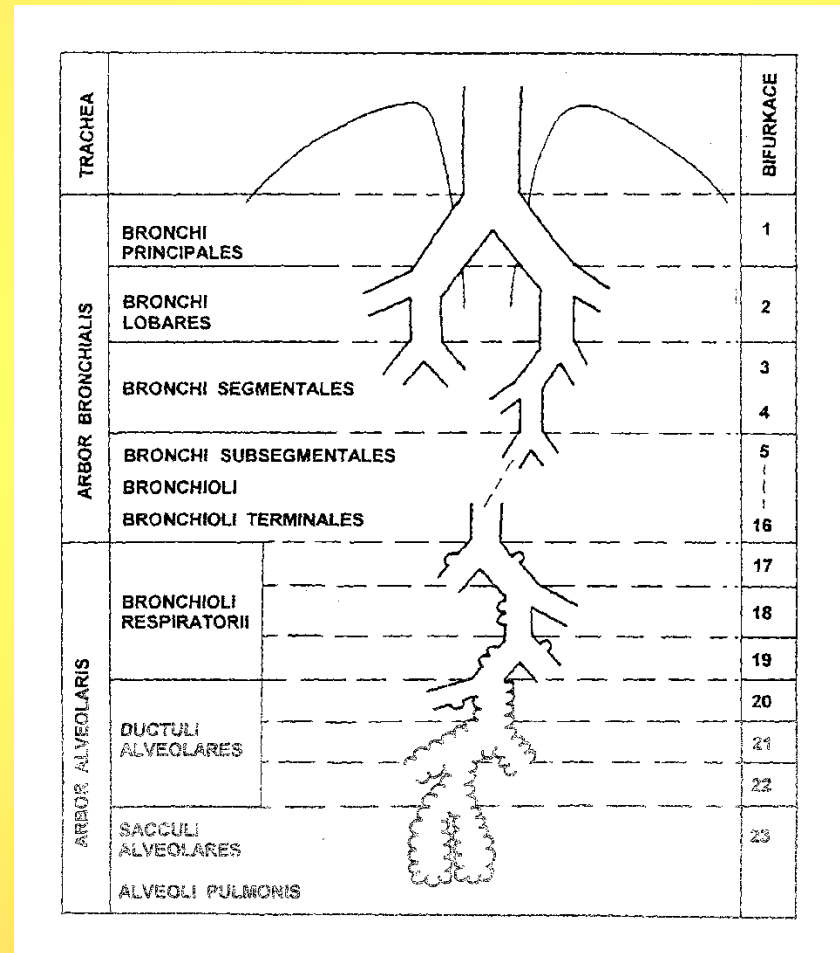 TRACHEA
BIFURKACE
ARBOR BRONCHIALIS
BRONCHI
PRINCIPALES
1
BRONCHI
LOBARES
2
BRONCHI SEGMENTALES
3
4
BRONCHI SUBSEGMENTALES
5
BRONCHIOLI
BRONCHIOLI TERMINALES
16
ARBOR ALVEOLARIS
BRONCHIOLI
RESPIRATORII
17
18
19
DUCTULI
ALVEOLARES
20
21
22
SACCULI
ALVEOLARES
23
ALVEOLI PULMONIS